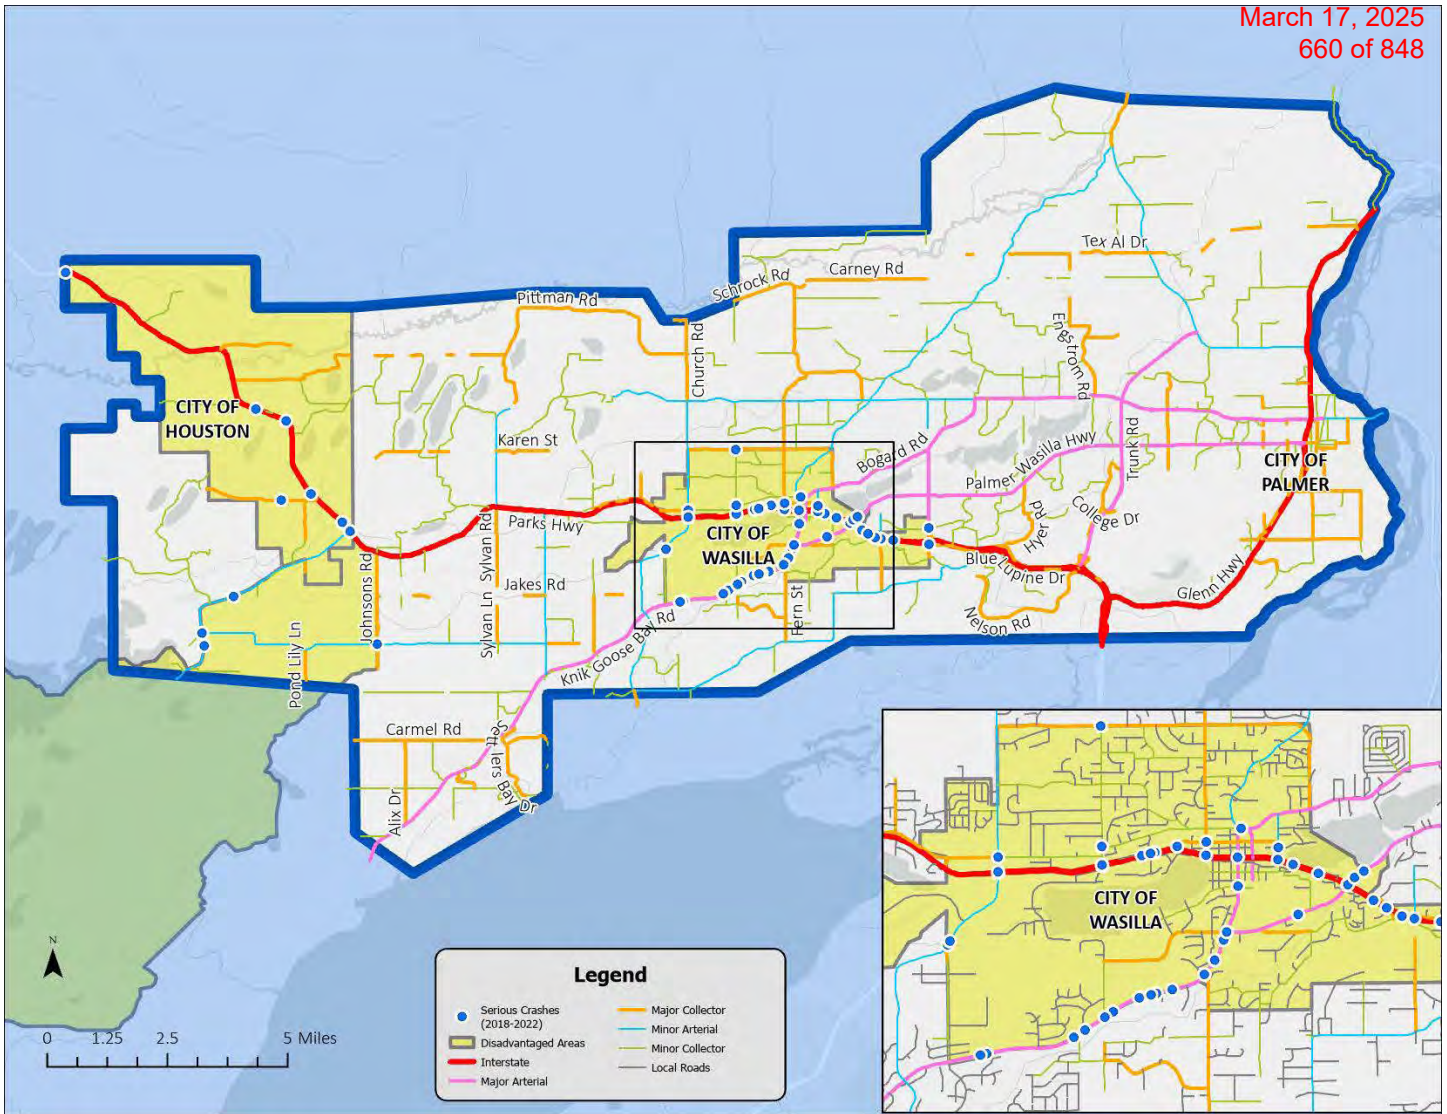 March 17, 2025
660 of 848
Tex Al Dr
Carney Rd
Schrock Rd
Pittman Rd
Church Rd
Engstrom Rd
CITY OF
HOUSTON
Karen St
Bogard Rd
Palmer-Wasilla Hwy
Trunk Rd
CITY OF
PALMER
Parks Hwy
Sylvan Rd
CITY OF
WASILLA
Hyer Rd
College Dr
Blue Lupine Dr
Glenn Hwy
Johnsons Rd
Jakes Rd
Sylvan Ln
Fern St
Nelson Rd
Pond Lily Ln
Knik Goose Bay Rd
Carmel Rd
Settlers Bay Dr
Alix Dr
CITY OF
WASILLA
N
0 1.25 2.5 5 Miles
Legend
Serious Crashes
(2018-2022)
Disadvantaged Areas
Interstate
Major Arterial
Major Collector
Minor Arterial
Minor Collector
Local Roads